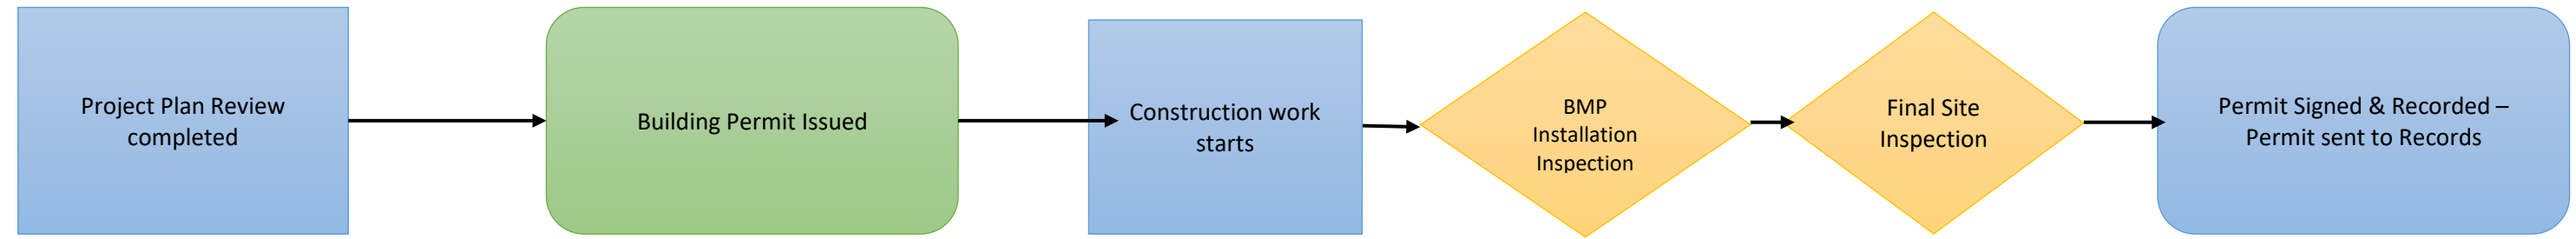 Project Plan Review
completed
Building Permit Issued
Construction work
starts
BMP
Installation
Inspection
Final Site
Inspection
Permit Signed & Recorded –
Permit sent to Records